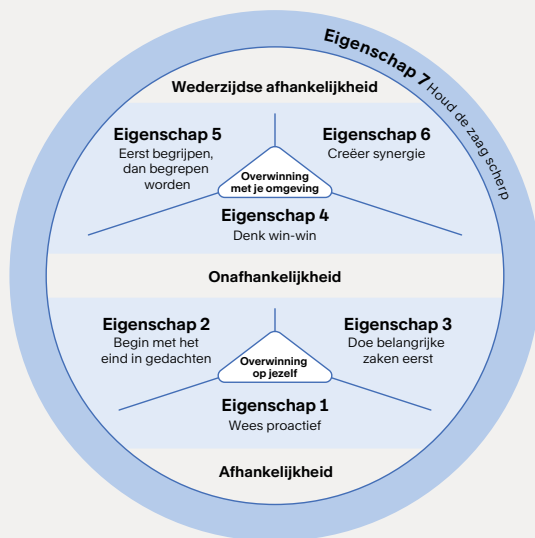 Eigenschap 7 Houd de zaag scherp
Wederzijdse afhankelijkheid
Eigenschap 5
Eerst begrijpen,
dan begrepen
worden
Eigenschap 6
Creëer synergie
Overwinning
met je omgeving
Eigenschap 4
Denk win-win
Onafhankelijkheid
Eigenschap 2
Begin met het
eind in gedachten
Eigenschap 3
Doe belangrijke
zaken eerst
Overwinning
op jezelf
Eigenschap 1
Wees proactief
Afhankelijkheid